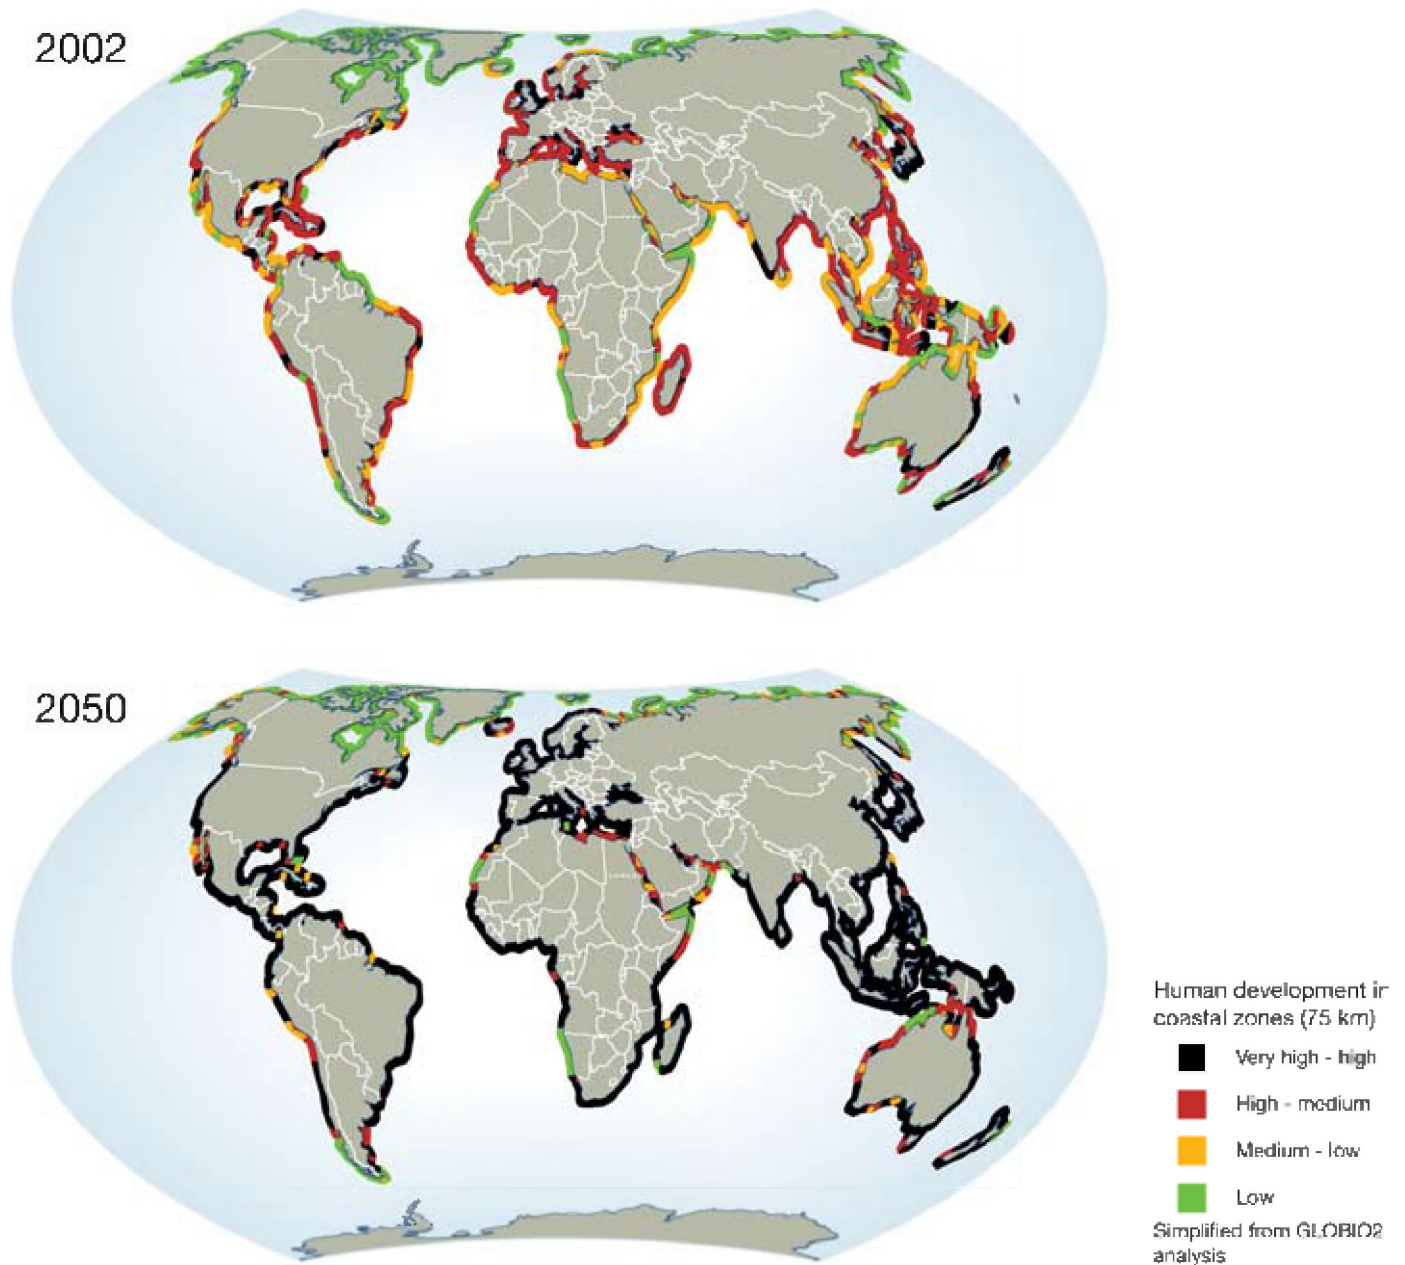 2002
2050
Human development in
coastal zones (75 km)
Very high - high
High - medium
Medium - low
Low
Simplified from GLOBIO2
analysis